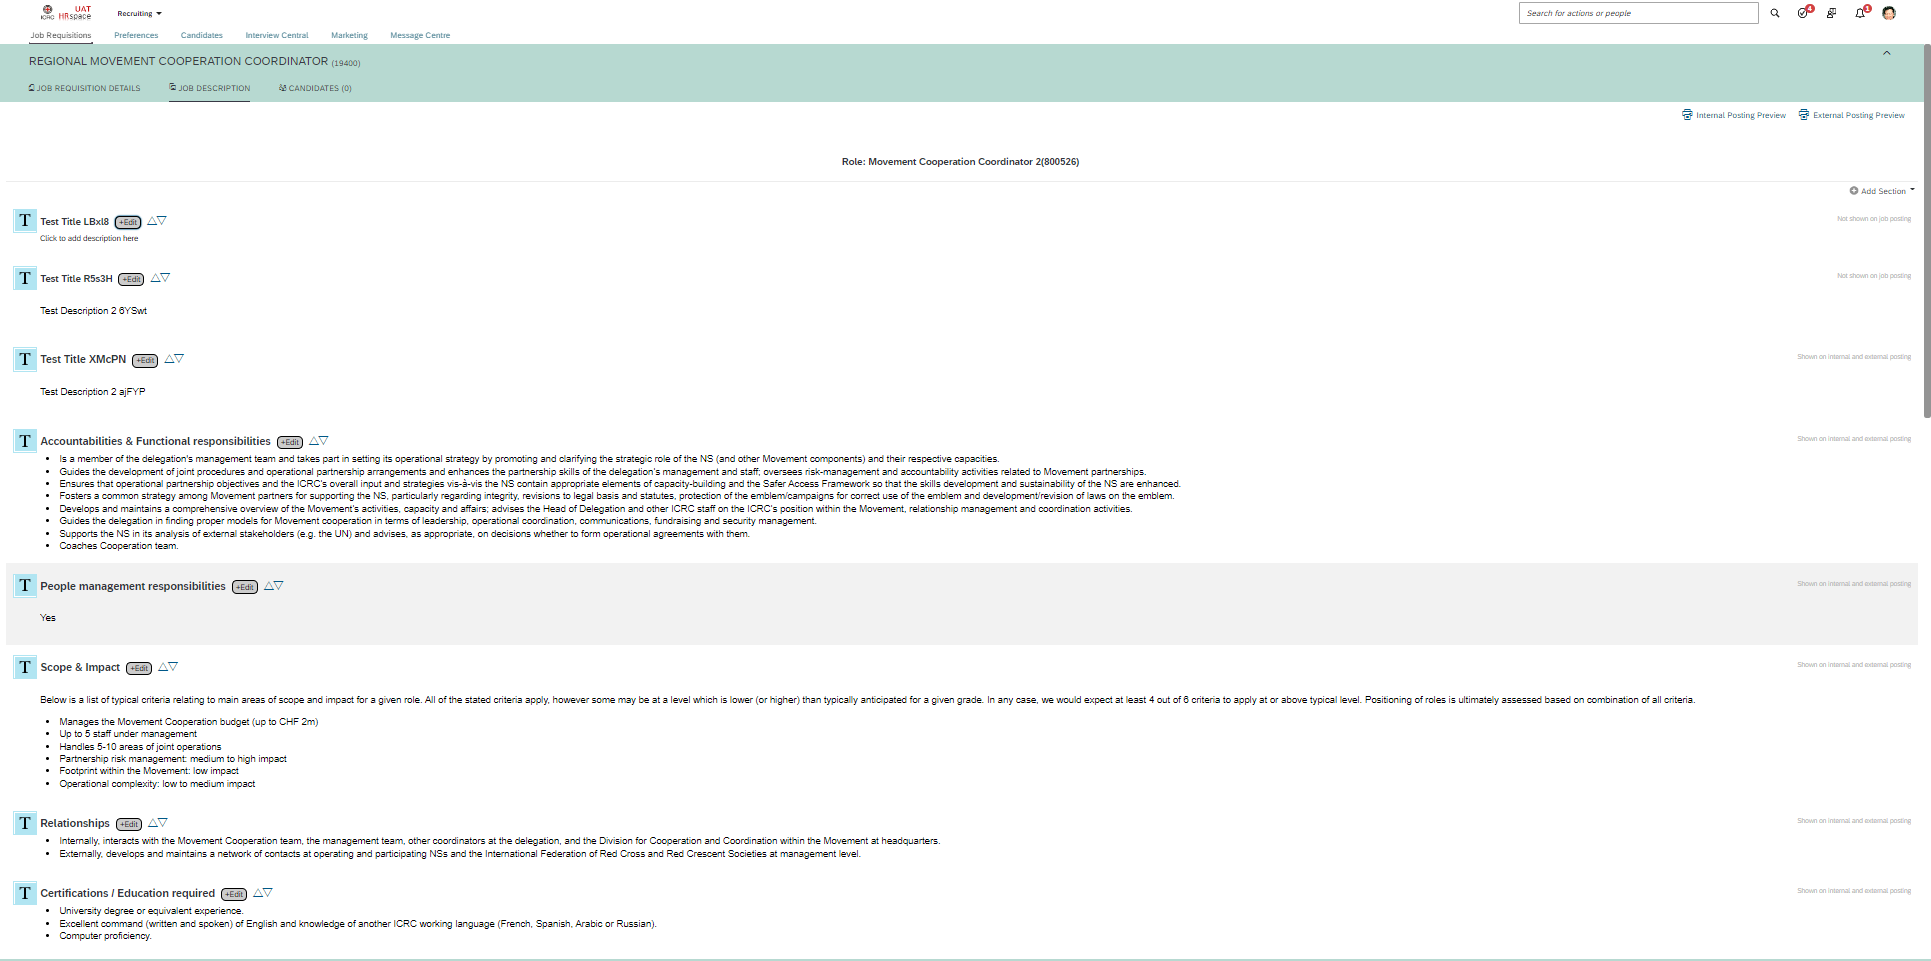 ICRC
UAT
HRspace
Recruiting
Search for actions or people
4
1
Job Requisitions
Preferences
Candidates
Interview Central
Marketing
Message Centre
REGIONAL MOVEMENT COOPERATION COORDINATOR (19400)
JOB REQUISITION DETAILS
JOB DESCRIPTION
CANDIDATES (0)
Internal Posting Preview
External Posting Preview
Role: Movement Cooperation Coordinator 2(800526)
Add Section
T
Test Title LBxl8
+Edit
Not shown on job posting
Click to add description here
T
Test Title R5s3H
+Edit
Not shown on job posting
Test Description 2 6YSwt
T
Test Title XMcPN
+Edit
Shown on internal and external posting
Test Description 2 ajFYP
T
Accountabilities & Functional responsibilities
+Edit
Shown on internal and external posting
• Is a member of the delegation's management team and takes part in setting its operational strategy by promoting and clarifying the strategic role of the NS (and other Movement components) and their respective capacities.
• Guides the development of joint procedures and operational partnership arrangements and enhances the partnership skills of the delegation's management and staff; oversees risk-management and accountability activities related to Movement partnerships.
• Ensures that operational partnership objectives and the ICRC's overall input and strategies vis-à-vis the NS contain appropriate elements of capacity-building and the Safer Access Framework so that the skills development and sustainability of the NS are enhanced.
• Fosters a common strategy among Movement partners for supporting the NS, particularly regarding integrity, revisions to legal basis and statutes, protection of the emblem/campaigns for correct use of the emblem and development/revision of laws on the emblem.
• Develops and maintains a comprehensive overview of the Movement's activities, capacity and affairs; advises the Head of Delegation and other ICRC staff on the ICRC's position within the Movement, relationship management and coordination activities.
• Guides the delegation in finding proper models for Movement cooperation in terms of leadership, operational coordination, communications, fundraising and security management.
• Supports the NS in its analysis of external stakeholders (e.g. the UN) and advises, as appropriate, on decisions whether to form operational agreements with them.
• Coaches Cooperation team.
T
People management responsibilities
+Edit
Shown on internal and external posting
Yes
T
Scope & Impact
+Edit
Shown on internal and external posting
Below is a list of typical criteria relating to main areas of scope and impact for a given role. All of the stated criteria apply, however some may be at a level which is lower (or higher) than typically anticipated for a given grade. In any case, we would expect at least 4 out of 6 criteria to apply at or above typical level. Positioning of roles is ultimately assessed based on combination of all criteria.
• Manages the Movement Cooperation budget (up to CHF 2m)
• Up to 5 staff under management
• Handles 5-10 areas of joint operations
• Partnership risk management: medium to high impact
• Footprint within the Movement: low impact
• Operational complexity: low to medium impact
T
Relationships
+Edit
Shown on internal and external posting
• Internally, interacts with the Movement Cooperation team, the management team, other coordinators at the delegation, and the Division for Cooperation and Coordination within the Movement at headquarters.
• Externally, develops and maintains a network of contacts at operating and participating NSs and the International Federation of Red Cross and Red Crescent Societies at management level.
T
Certifications / Education required
+Edit
Shown on internal and external posting
• University degree or equivalent experience.
• Excellent command (written and spoken) of English and knowledge of another ICRC working language (French, Spanish, Arabic or Russian).
• Computer proficiency.